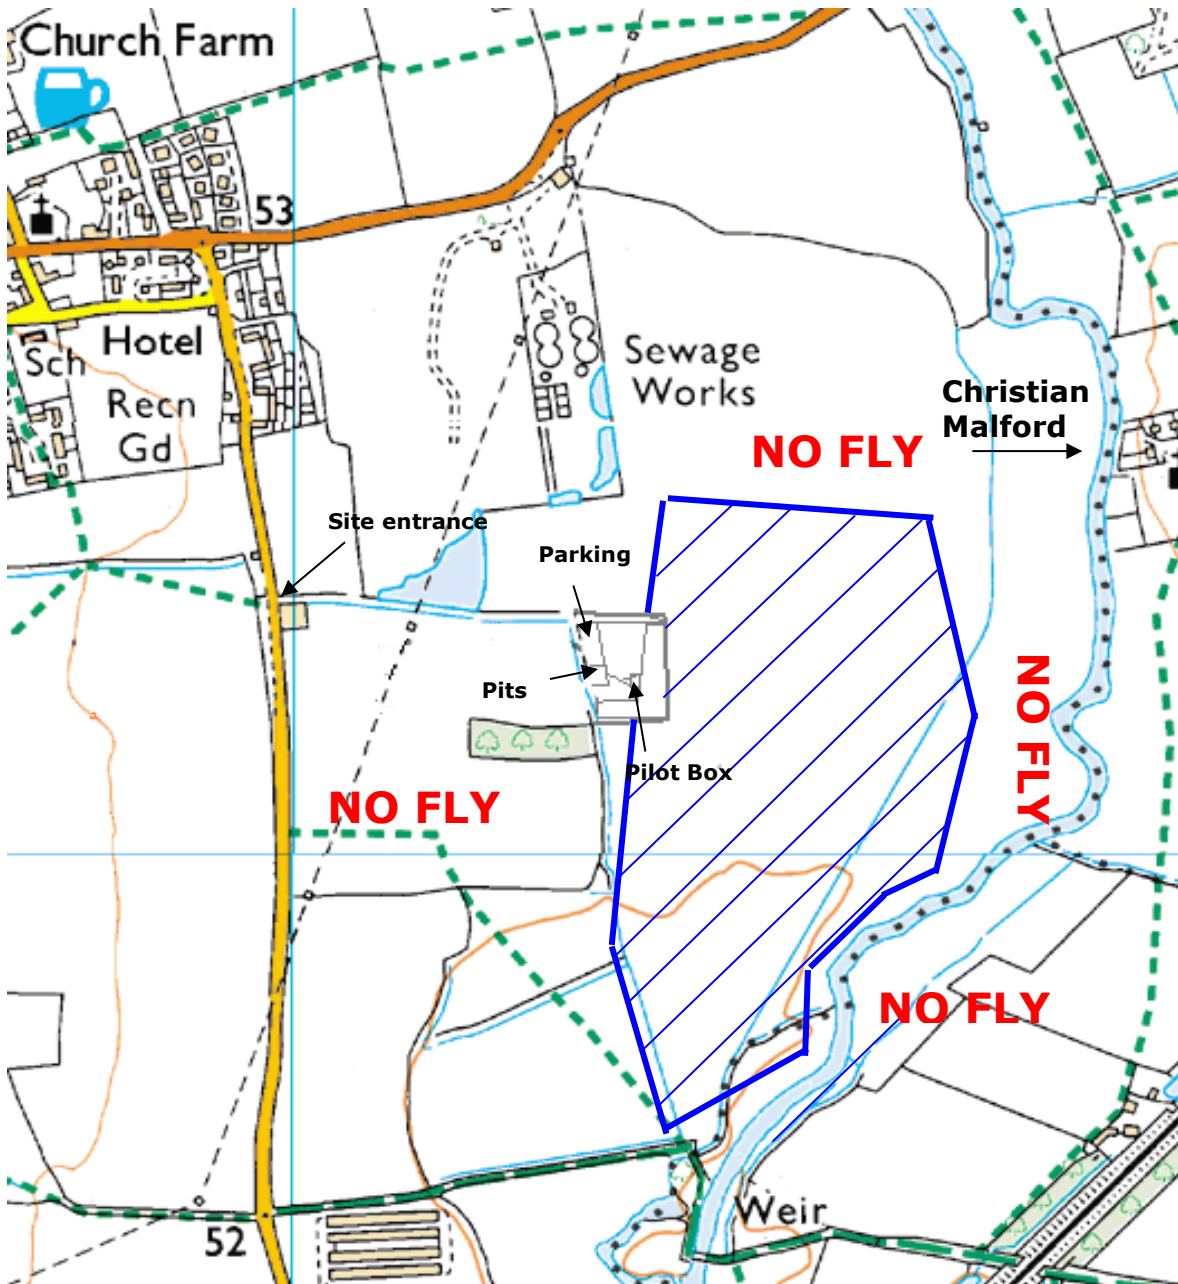 Church Farm
53
Hotel
Sch
Recn
Gd
Sewage
Works
Christian
Malford
NO FLY
Site entrance
Parking
Pits
Pilot Box
NO FLY
NO FLY
NO FLY
Weir
52